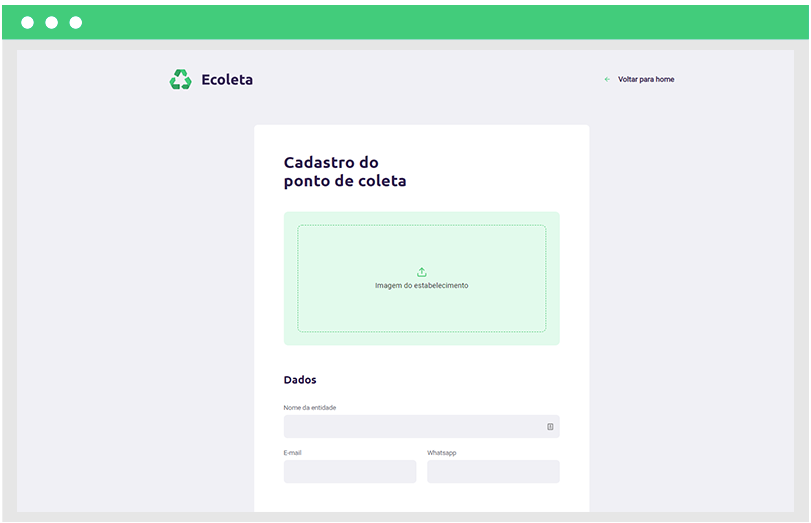 Ecoleta
Voltar para home
Cadastro do
ponto de coleta
Imagem do estabelecimento
Dados
Nome da entidade
E-mail
Whatsapp